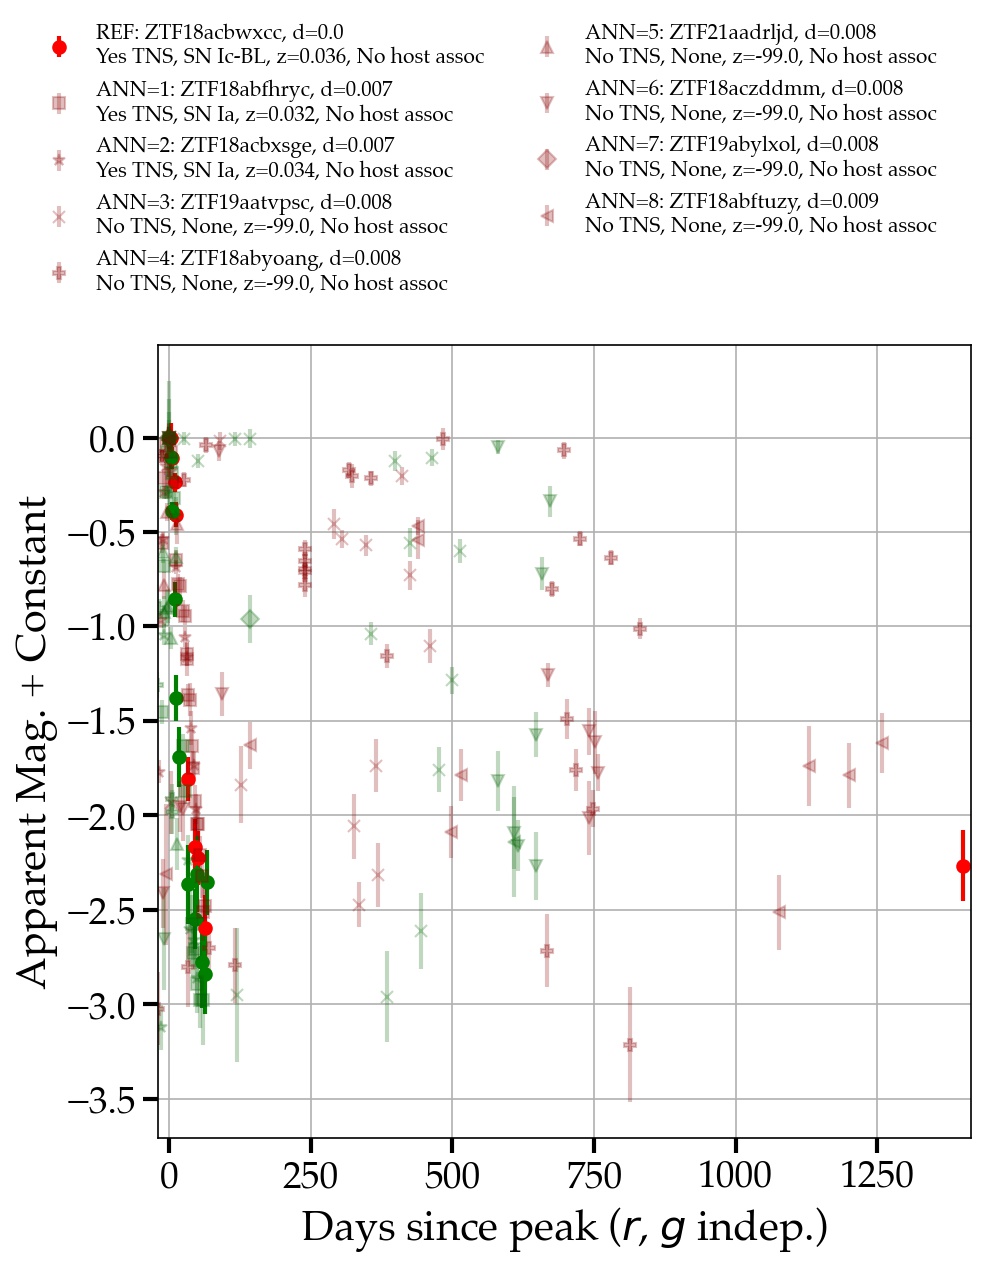 REF: ZTF18acbwxcc, d=0.0
Yes TNS, SN Ic-BL, z=0.036, No host assoc
ANN=1: ZTF18abfhryc, d=0.007
Yes TNS, SN Ia, z=0.032, No host assoc
ANN=2: ZTF18acbxsge, d=0.007
Yes TNS, SN Ia, z=0.034, No host assoc
ANN=3: ZTF19aatvpsc, d=0.008
No TNS, None, z=-99.0, No host assoc
ANN=4: ZTF18abyoang, d=0.008
No TNS, None, z=-99.0, No host assoc
ANN=5: ZTF21aadrljd, d=0.008
No TNS, None, z=-99.0, No host assoc
ANN=6: ZTF18aczddmm, d=0.008
No TNS, None, z=-99.0, No host assoc
ANN=7: ZTF19abylxol, d=0.008
No TNS, None, z=-99.0, No host assoc
ANN=8: ZTF18abftuzy, d=0.009
No TNS, None, z=-99.0, No host assoc
Apparent Mag. + Constant
0.0
−0.5
−1.0
−1.5
−2.0
−2.5
−3.0
−3.5
0 250 500 750 1000 1250
Days since peak (r, g indep.)